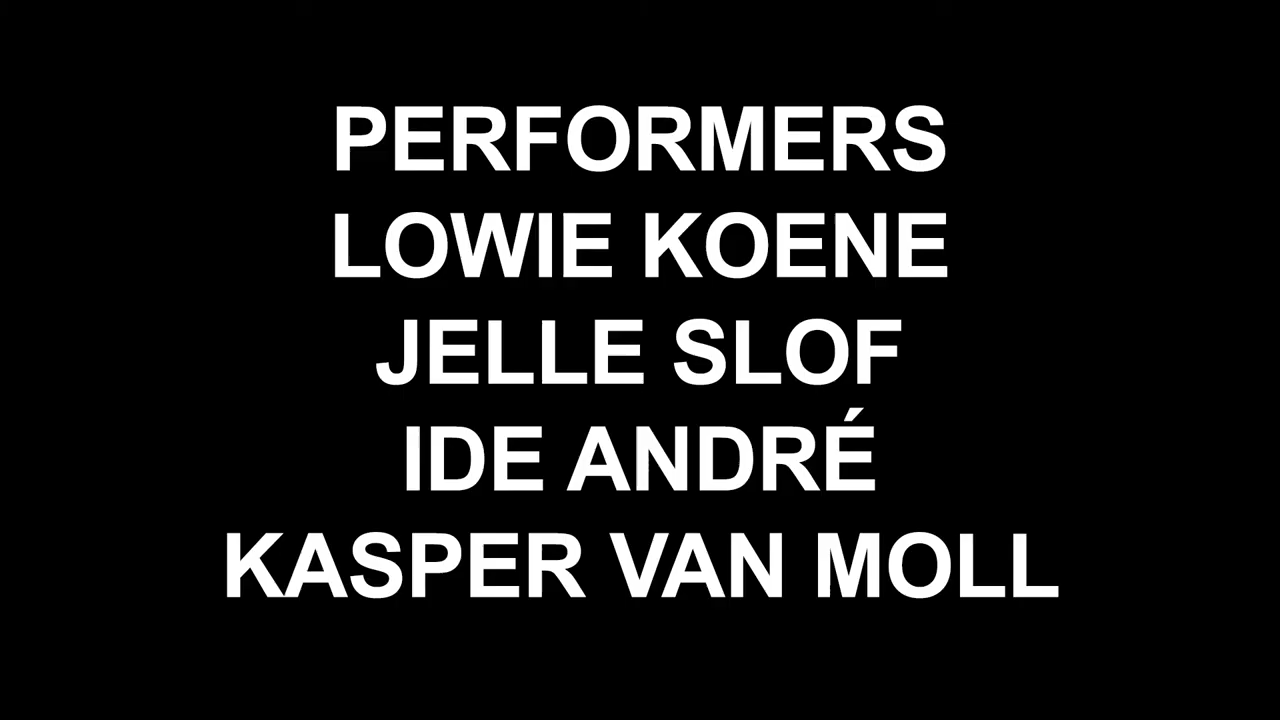 PERFORMERS
LOWIE KOENE
JELLE SLOF
IDE ANDRÉ
KASPER VAN MOLL